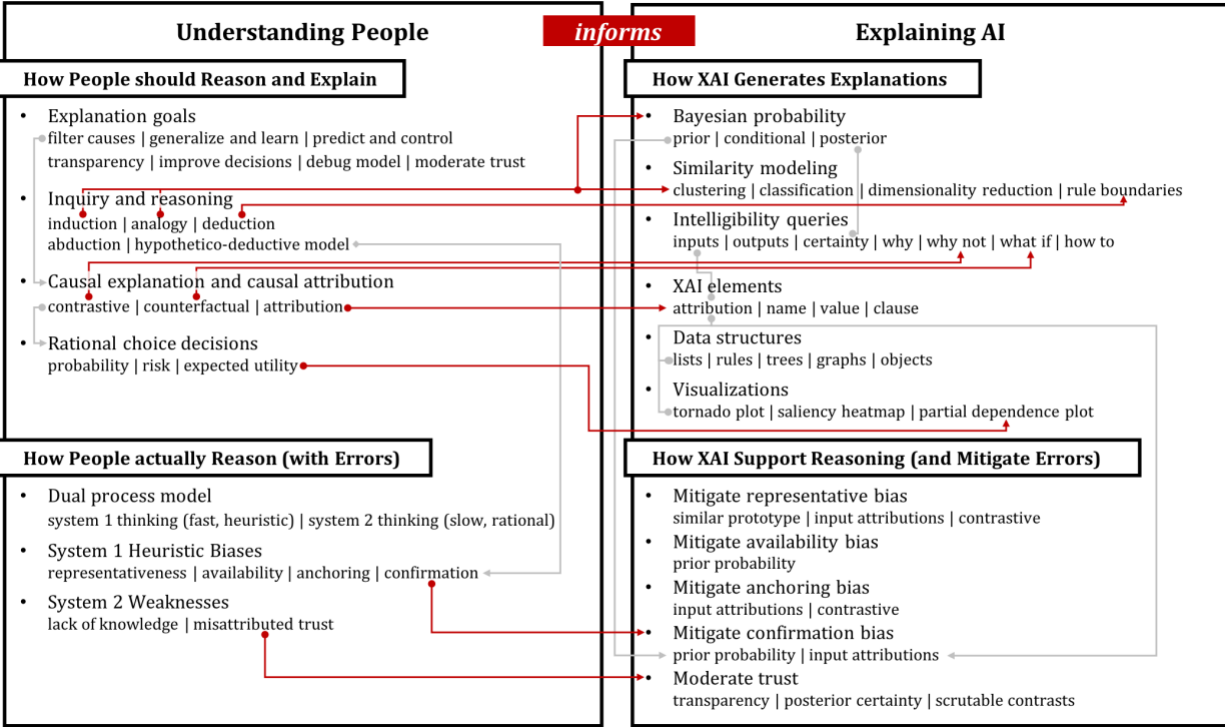 Understanding People
informs
Explaining AI
How People should Reason and Explain
• Explanation goals
filter causes | generalize and learn | predict and control
transparency | improve decisions | debug model | moderate trust
• Inquiry and reasoning
induction | analogy | deduction
abduction | hypothetico-deductive model
• Causal explanation and causal attribution
contrastive | counterfactual | attribution
• Rational choice decisions
probability | risk | expected utility
How XAI Generates Explanations
• Bayesian probability
prior | conditional | posterior
• Similarity modeling
clustering | classification | dimensionality reduction | rule boundaries
• Intelligibility queries
inputs | outputs | certainty | why | why not | what if | how to
• XAI elements
attribution | name | value | clause
• Data structures
lists | rules | trees | graphs | objects
• Visualizations
tornado plot | saliency heatmap | partial dependence plot
How People actually Reason (with Errors)
• Dual process model
system 1 thinking (fast, heuristic) | system 2 thinking (slow, rational)
• System 1 Heuristic Biases
representativeness | availability | anchoring | confirmation
• System 2 Weaknesses
lack of knowledge | misattributed trust
How XAI Support Reasoning (and Mitigate Errors)
• Mitigate representative bias
similar prototype | input attributions | contrastive
• Mitigate availability bias
prior probability
• Mitigate anchoring bias
input attributions | contrastive
• Mitigate confirmation bias
prior probability | input attributions
• Moderate trust
transparency | posterior certainty | scrutable contrasts